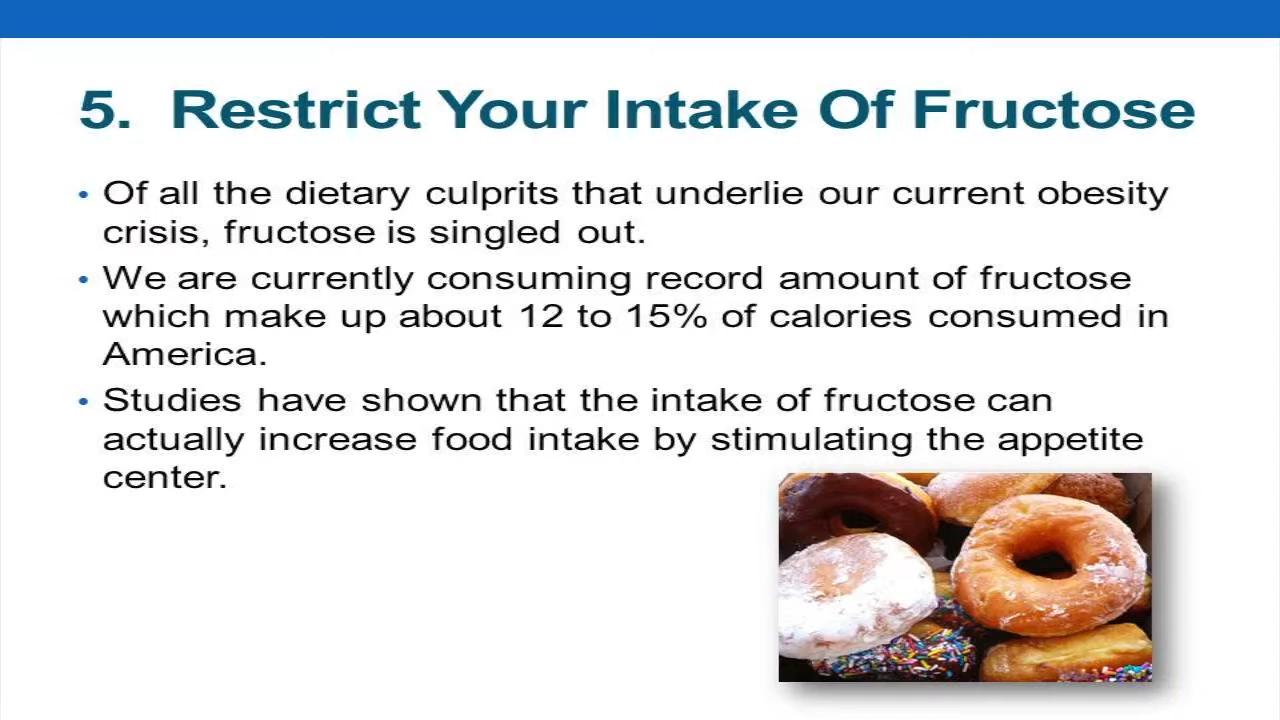 5. Restrict Your Intake Of Fructose
• Of all the dietary culprits that underlie our current obesity
crisis, fructose is singled out.
• We are currently consuming record amount of fructose
which make up about 12 to 15% of calories consumed in
America.
• Studies have shown that the intake of fructose can
actually increase food intake by stimulating the appetite
center.